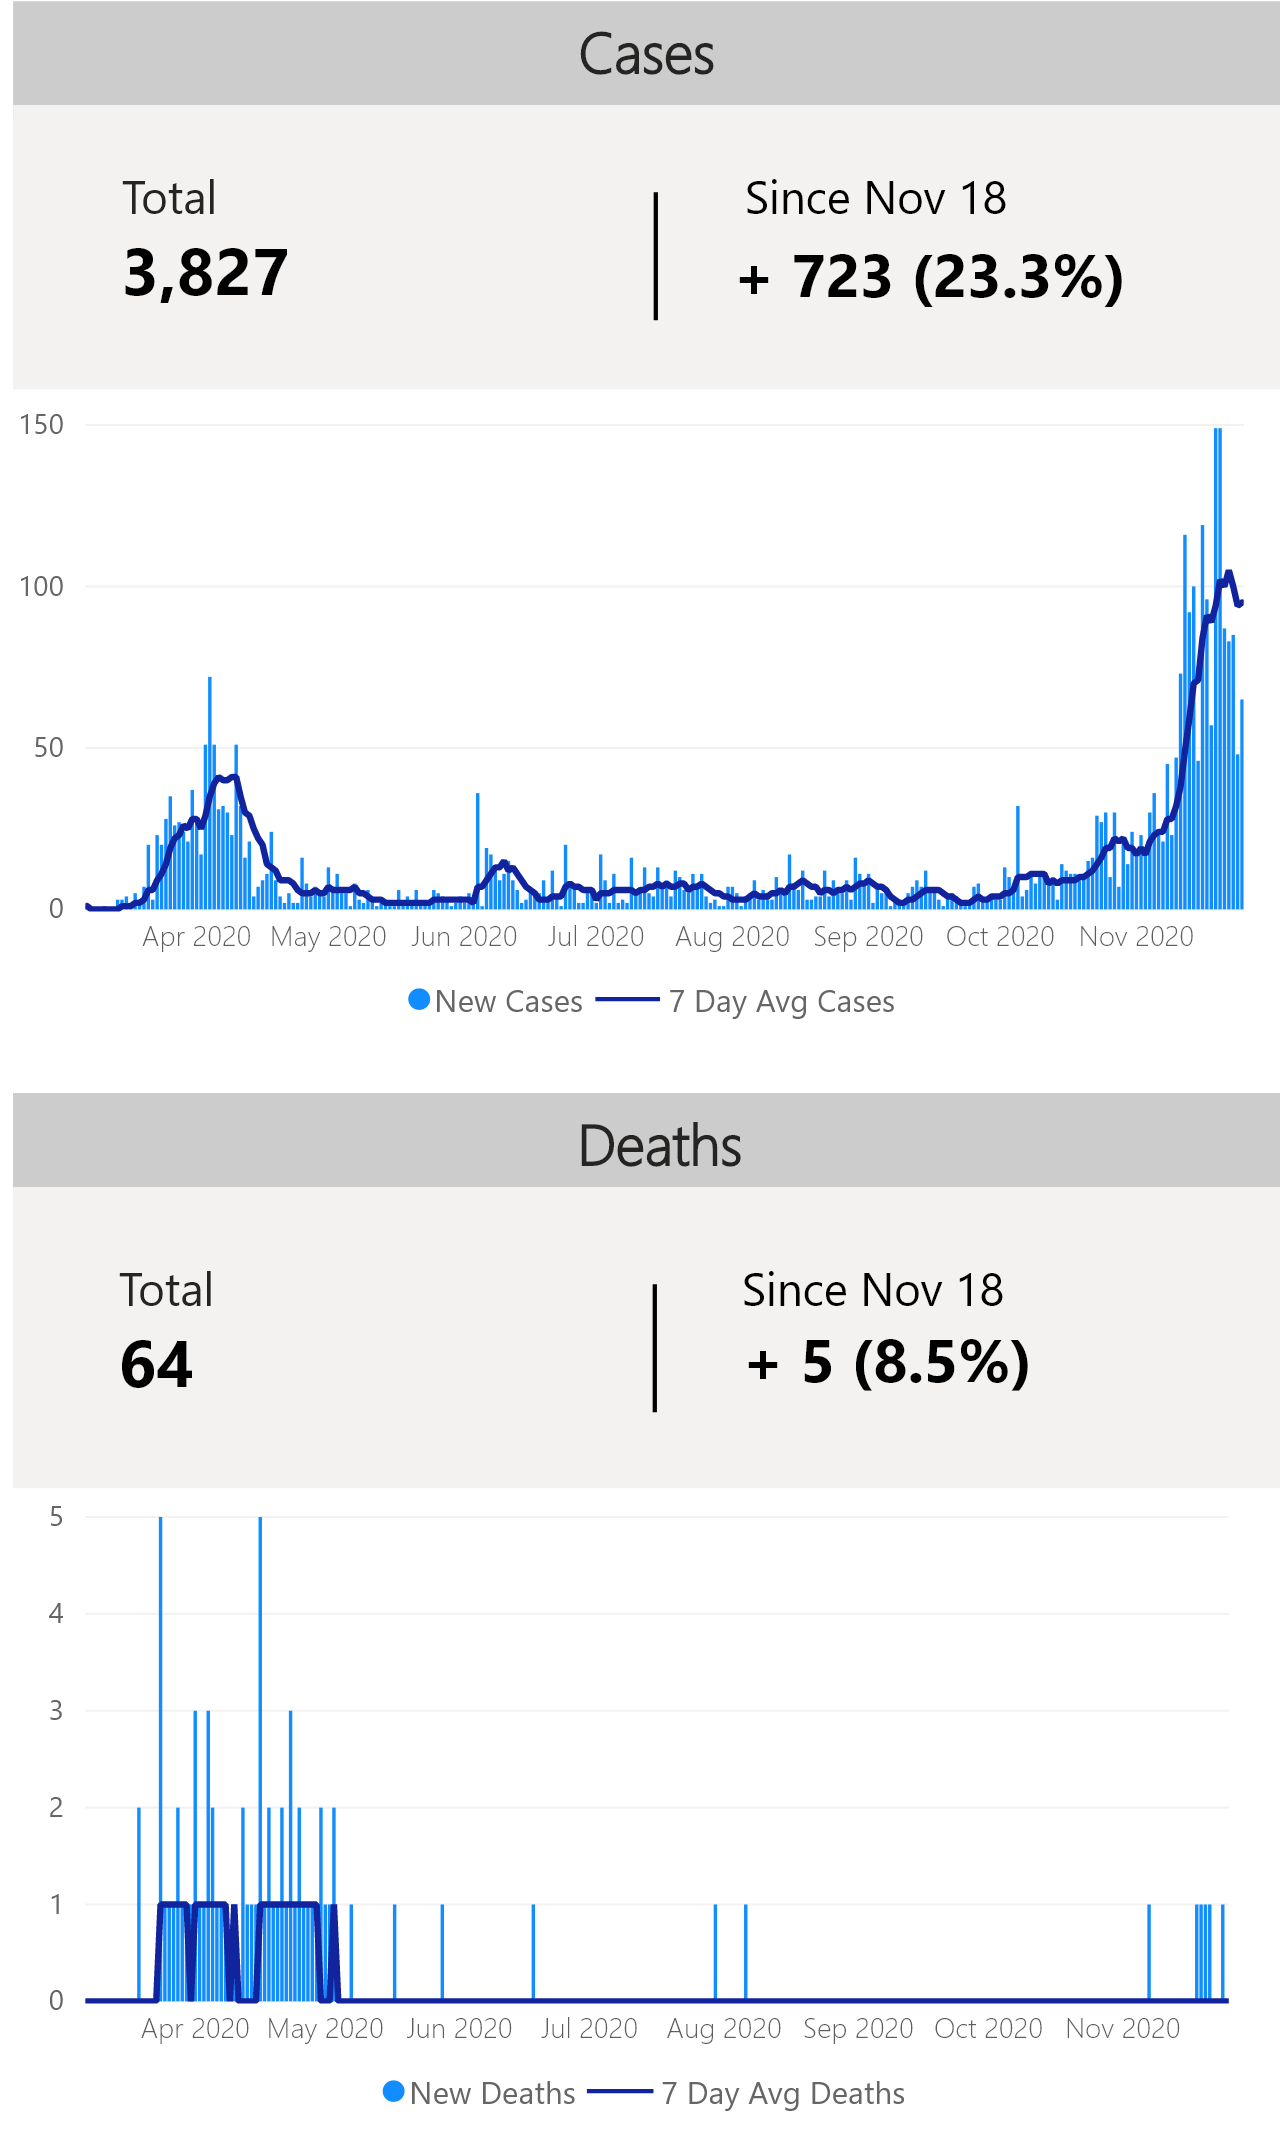 Cases
Total
3,827
Since Nov 18
+ 723 (23.3%)
150
100
50
0
Apr 2020 May 2020 Jun 2020 Jul 2020 Aug 2020 Sep 2020 Oct 2020 Nov 2020
New Cases 7 Day Avg Cases
Deaths
Total
64
Since Nov 18
+ 5 (8.5%)
5
4
3
2
1
0
Apr 2020 May 2020 Jun 2020 Jul 2020 Aug 2020 Sep 2020 Oct 2020 Nov 2020
New Deaths 7 Day Avg Deaths